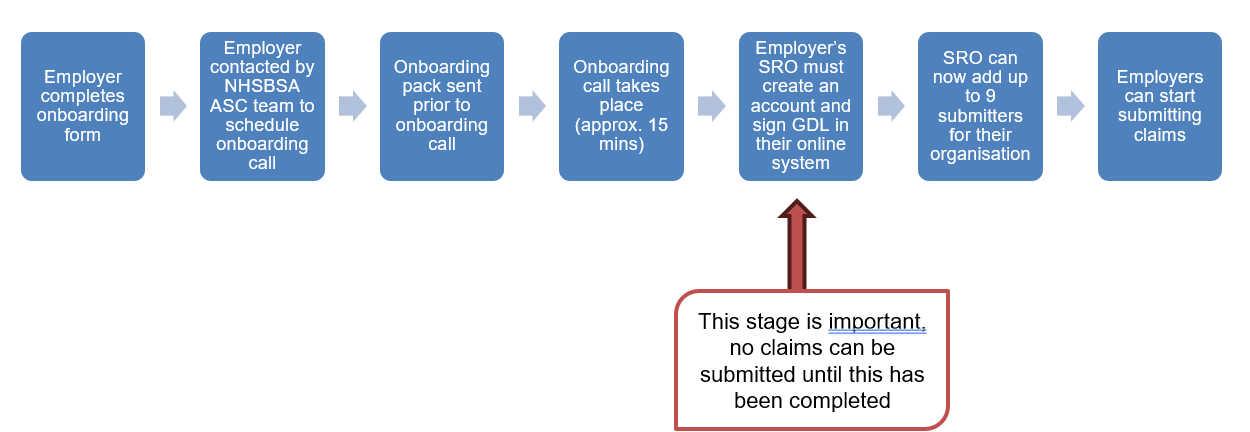 Employer
completes
onboarding
form
Employer
contacted by
NHSBSA
ASC team to
schedule
onboarding
call
Onboarding
pack sent
prior to
onboarding
call
Onboarding
call takes
place
(approx. 15
mins)
Employer’s
SRO must
create an
account and
sign GDL in
their online
system
SRO can
now add up
to 9
submitters
for their
organisation
Employers
can start
submitting
claims
This stage is important,
no claims can be
submitted until this has
been completed